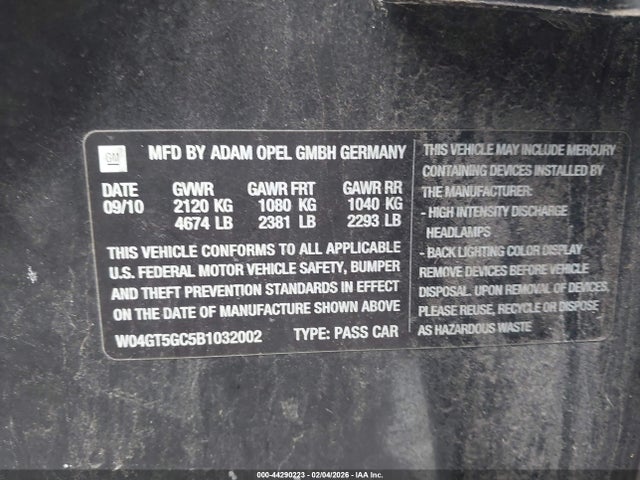 GM MFD BY ADAM OPEL GMBH GERMANY
DATE GVWR GAWR FRT GAWR RR
09/10 2120 KG 1080 KG 1040 KG
4674 LB 2381 LB 2293 LB
THIS VEHICLE CONFORMS TO ALL APPLICABLE
U.S. FEDERAL MOTOR VEHICLE SAFETY, BUMPER
AND THEFT PREVENTION STANDARDS IN EFFECT
ON THE DATE OF MANUFACTURE SHOWN ABOVE
W04GT5GC5B1032002 TYPE: PASS CAR
THIS VEHICLE MAY INCLUDE MERCURY
CONTAINING DEVICES INSTALLED BY
THE MANUFACTURER:
- HIGH INTENSITY DISCHARGE
HEADLAMPS
- BACK LIGHTING COLOR DISPLAY
REMOVE DEVICES BEFORE VEHICLE
DISPOSAL. UPON REMOVAL OF DEVICES,
PLEASE REUSE, RECYCLE OR DISPOSE
AS HAZARDOUS WASTE
000-44290223 - 02/04/2026 - IAA Inc.